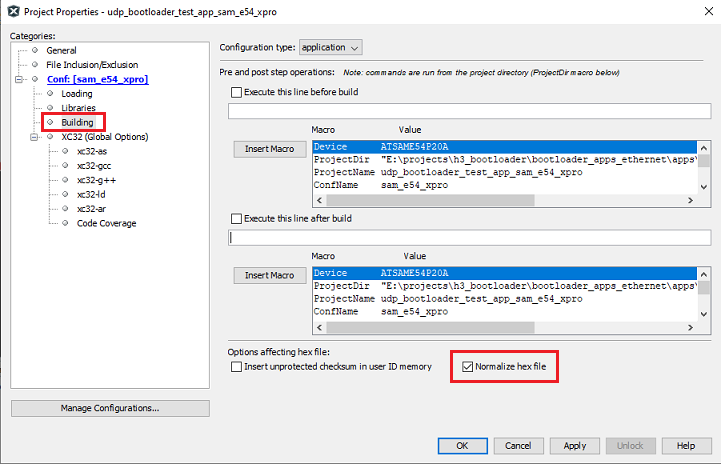 Project Properties - udp_bootloader_test_app_sam_e54_xpro
Categories:
General
File Inclusion/Exclusion
Conf: [sam_e54_xpro]
Loading
Libraries
Building
XC32 (Global Options)
xc32-as
xc32-gcc
xc32-g++
xc32-ld
xc32-ar
Code Coverage
Manage Configurations...
Configuration type: application
Pre and post step operations: Note: commands are run from the project directory (ProjectDir macro below)
Execute this line before build
Macro Value
Insert Macro
Device ATSAME54P20A
ProjectDir "E:\projects\h3_bootloader\bootloader_apps_ethernet\apps\
ProjectName udp_bootloader_test_app_sam_e54_xpro
ConfName sam_e54_xpro
Execute this line after build
Macro Value
Insert Macro
Device ATSAME54P20A
ProjectDir "E:\projects\h3_bootloader\bootloader_apps_ethernet\apps\
ProjectName udp_bootloader_test_app_sam_e54_xpro
ConfName sam_e54_xpro
Options affecting hex file:
Insert unprotected checksum in user ID memory Normalize hex file
OK Cancel Apply Unlock Help